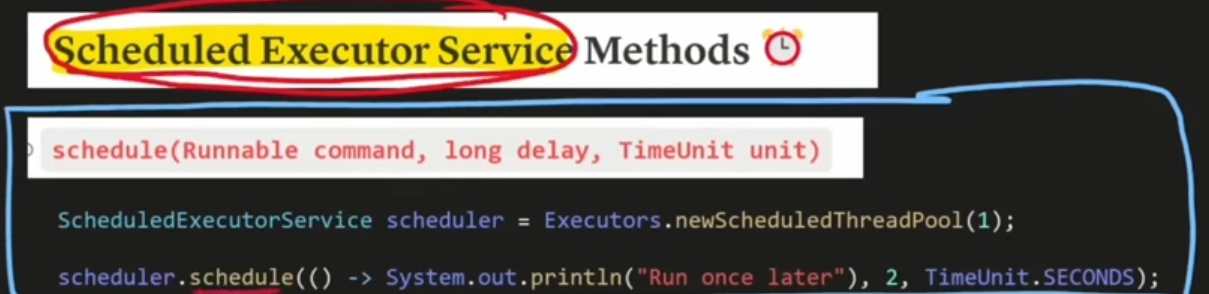 Scheduled Executor Service Methods ⏰
schedule(Runnable command, long delay, TimeUnit unit)
ScheduledExecutorService scheduler = Executors.newScheduledThreadPool(1);
scheduler.schedule(() -> System.out.println("Run once later"), 2, TimeUnit.SECONDS);